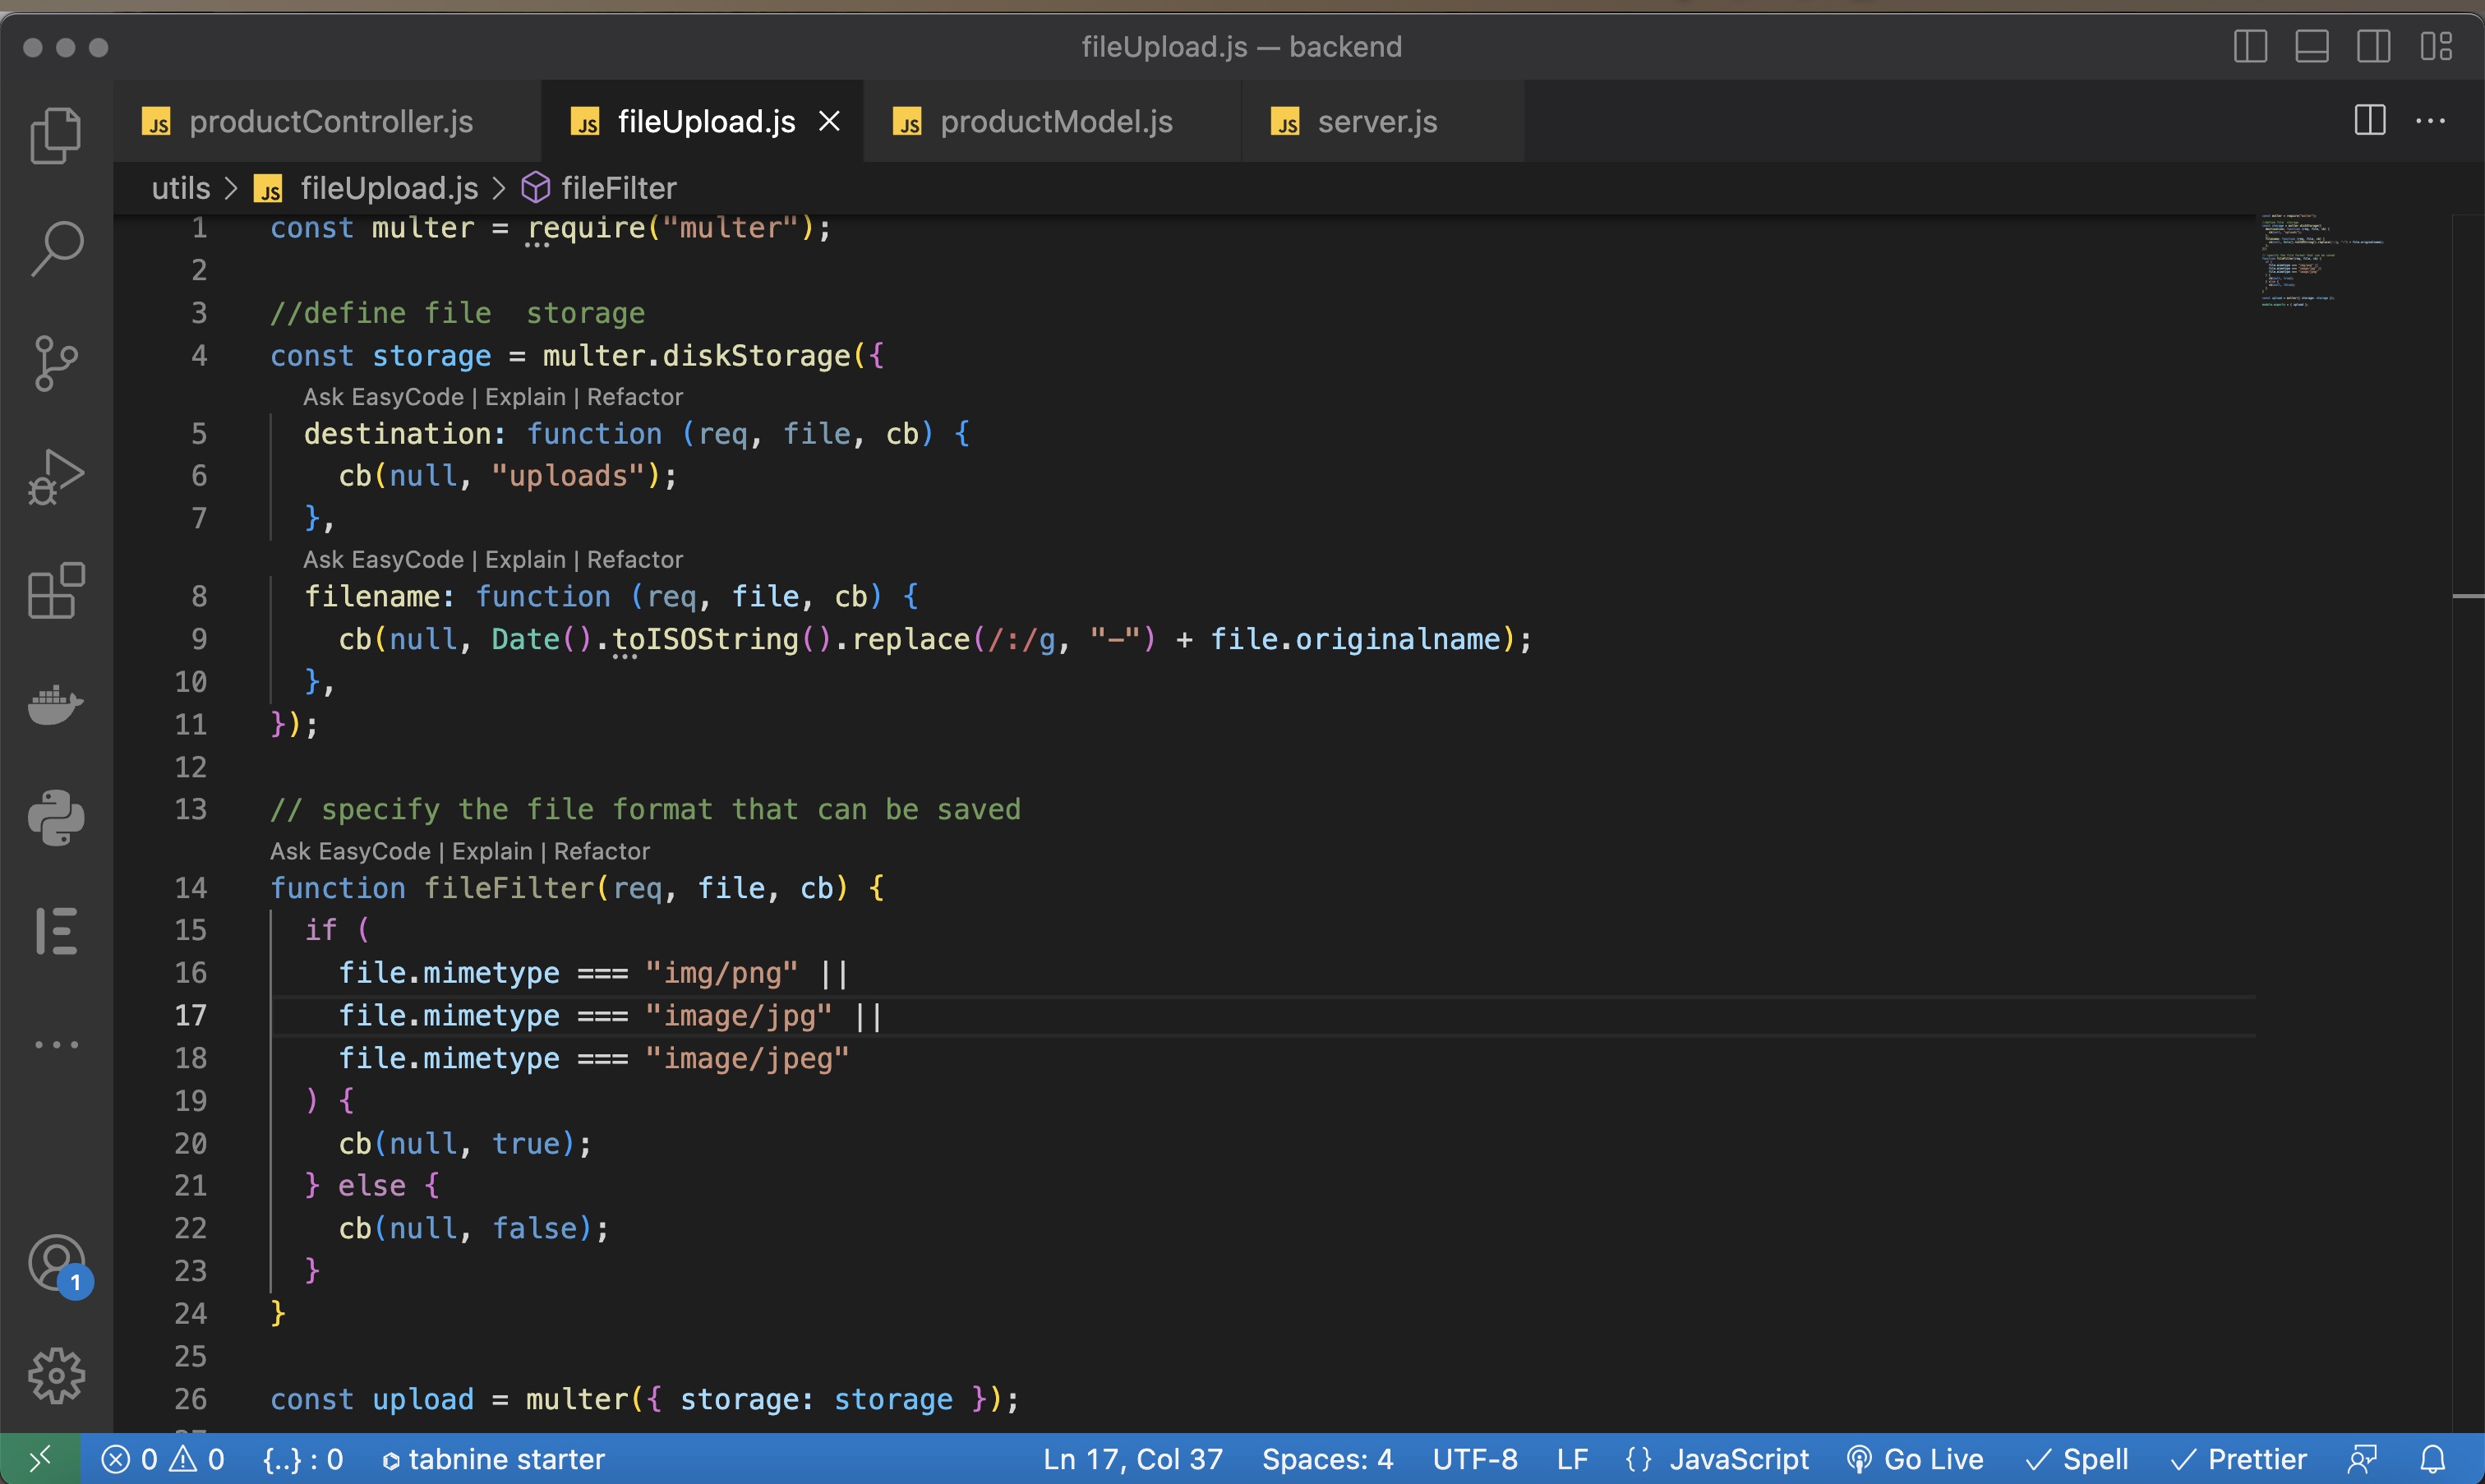 fileUpload.js — backend
JS productController.js JS fileUpload.js JS productModel.js JS server.js
utils > JS fileUpload.js > fileFilter
1 const multer = require("multer");
2
3 //define file  storage
4 const storage = multer.diskStorage({
Ask EasyCode | Explain | Refactor
5 destination: function (req, file, cb) {
6 cb(null, "uploads");
7 },
Ask EasyCode | Explain | Refactor
8 filename: function (req, file, cb) {
9 cb(null, Date().toISOString().replace(/:/g, "-") + file.originalname);
10 },
11 });
12
13 // specify the file format that can be saved
Ask EasyCode | Explain | Refactor
14 function fileFilter(req, file, cb) {
15 if (
16 file.mimetype === "img/png" ||
17 file.mimetype === "image/jpg" ||
18 file.mimetype === "image/jpeg"
19 ) {
20 cb(null, true);
21 } else {
22 cb(null, false);
23 }
24 }
25
26 const upload = multer({ storage: storage });
1
0 0 {..} : 0 tabnine starter Ln 17, Col 37 Spaces: 4 UTF-8 LF {} JavaScript Go Live Spell Prettier